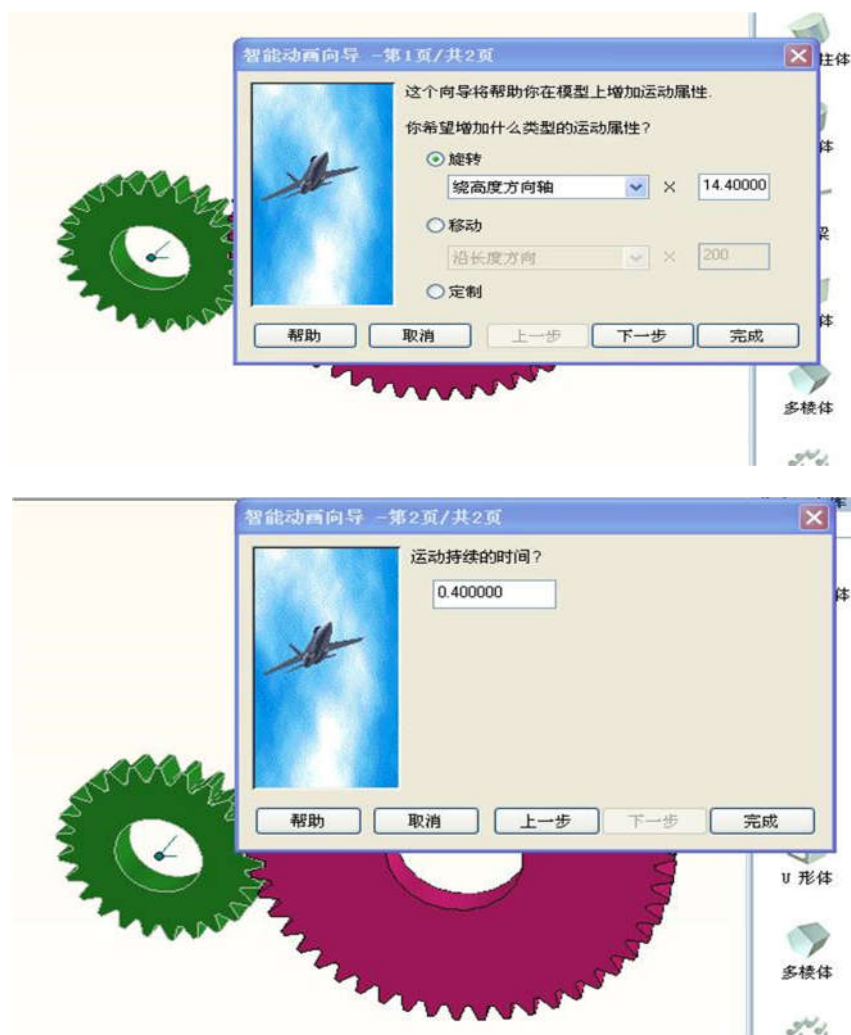 智能动画向导 -第1页/共2页
柱体
这个向导将帮助你在模型上增加运动属性.
你希望增加什么类型的运动属性?
体
旋转
绕高度方向轴 × 14.40000
移动
梁
沿长度方向 × 200
定制
体
帮助 取消 上一步 下一步 完成
多棱体
库
智能动画向导 -第2页/共2页
运动持续的时间?
0.400000
体
帮助 取消 上一步 下一步 完成
U 形体
多棱体